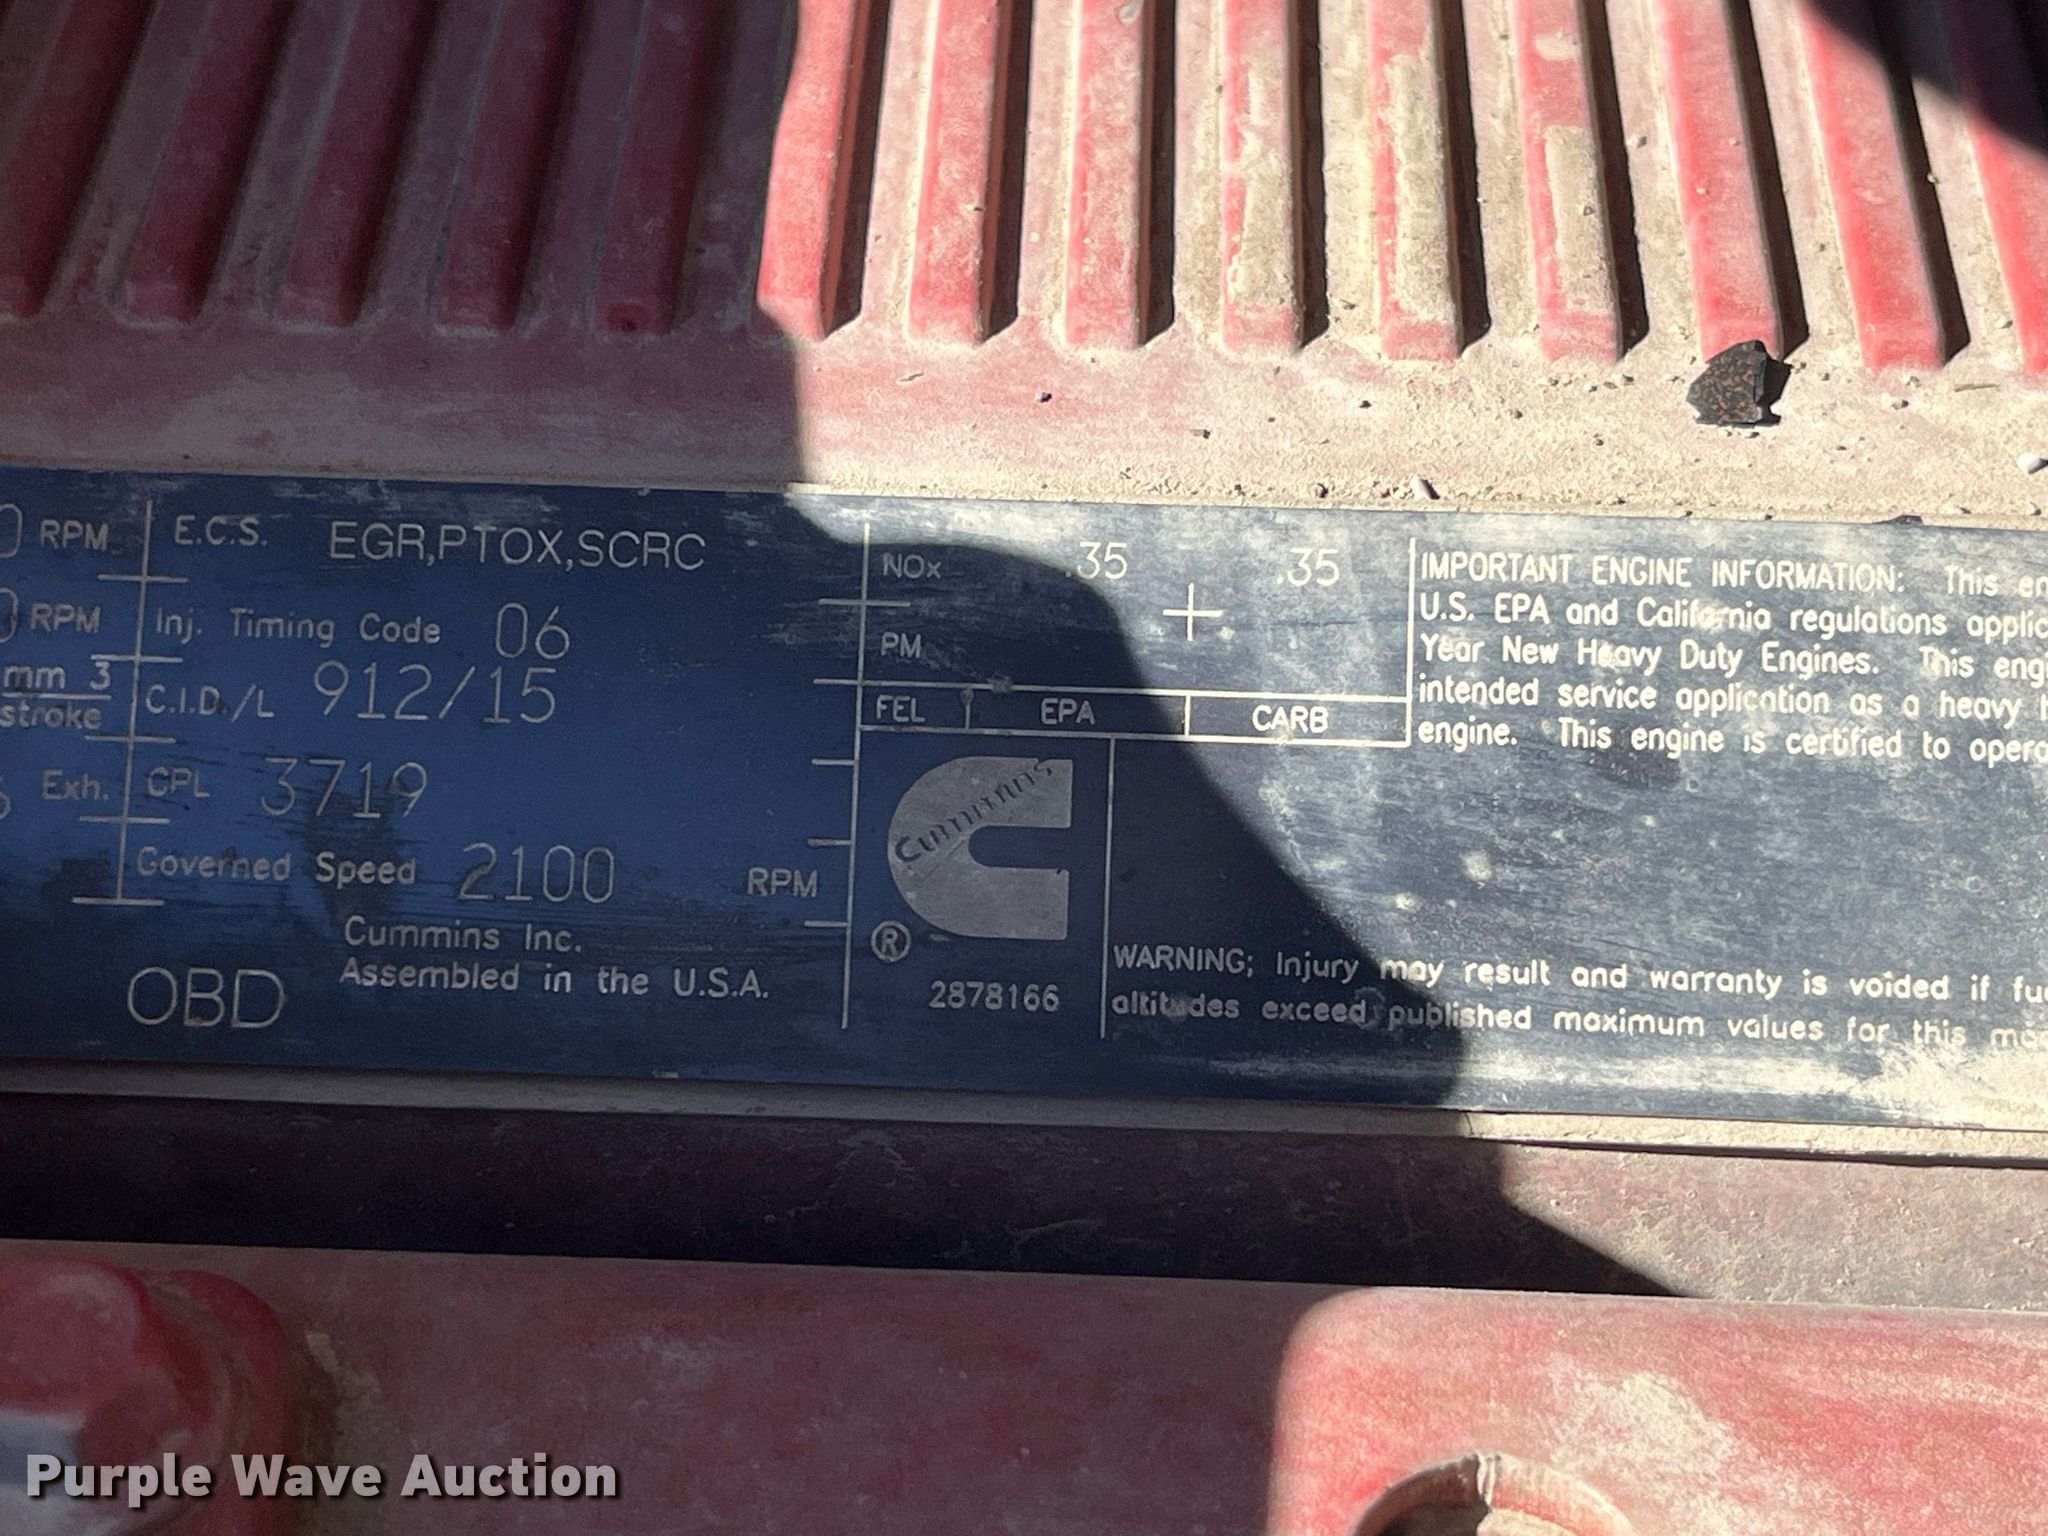 RPM E.C.S. EGR,PTOX,SCRC
RPM Inj. Timing Code 06
mm 3
stroke C.I.D./L 912/15
Exh. CPL 3719
Governed Speed 2100 RPM
Cummins Inc.
Assembled in the U.S.A.
OBD
NOx .35 .35
PM
FEL EPA CARB
Cummins
®
2878166
IMPORTANT ENGINE INFORMATION: This
U.S. EPA and California regulations
Year New Heavy Duty Engines. This
intended service application as a heavy
engine. This engine is certified to
WARNING; Injury may result and warranty is voided if
altitudes exceed published maximum values for this
Purple Wave Auction